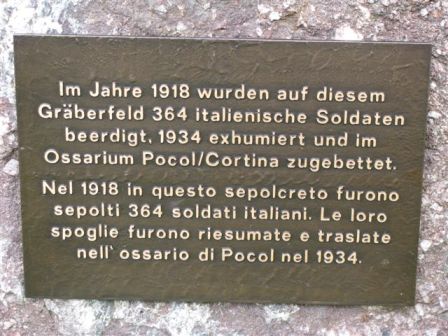 Im Jahre 1918 wurden auf diesem
Gräberfeld 364 italienische Soldaten
beerdigt, 1934 exhumiert und im
Ossarium Pocol/Cortina zugebettet.
Nel 1918 in questo sepolcreto furono
sepolti 364 soldati italiani. Le loro
spoglie furono riesumate e traslate
nell' ossario di Pocol nel 1934.